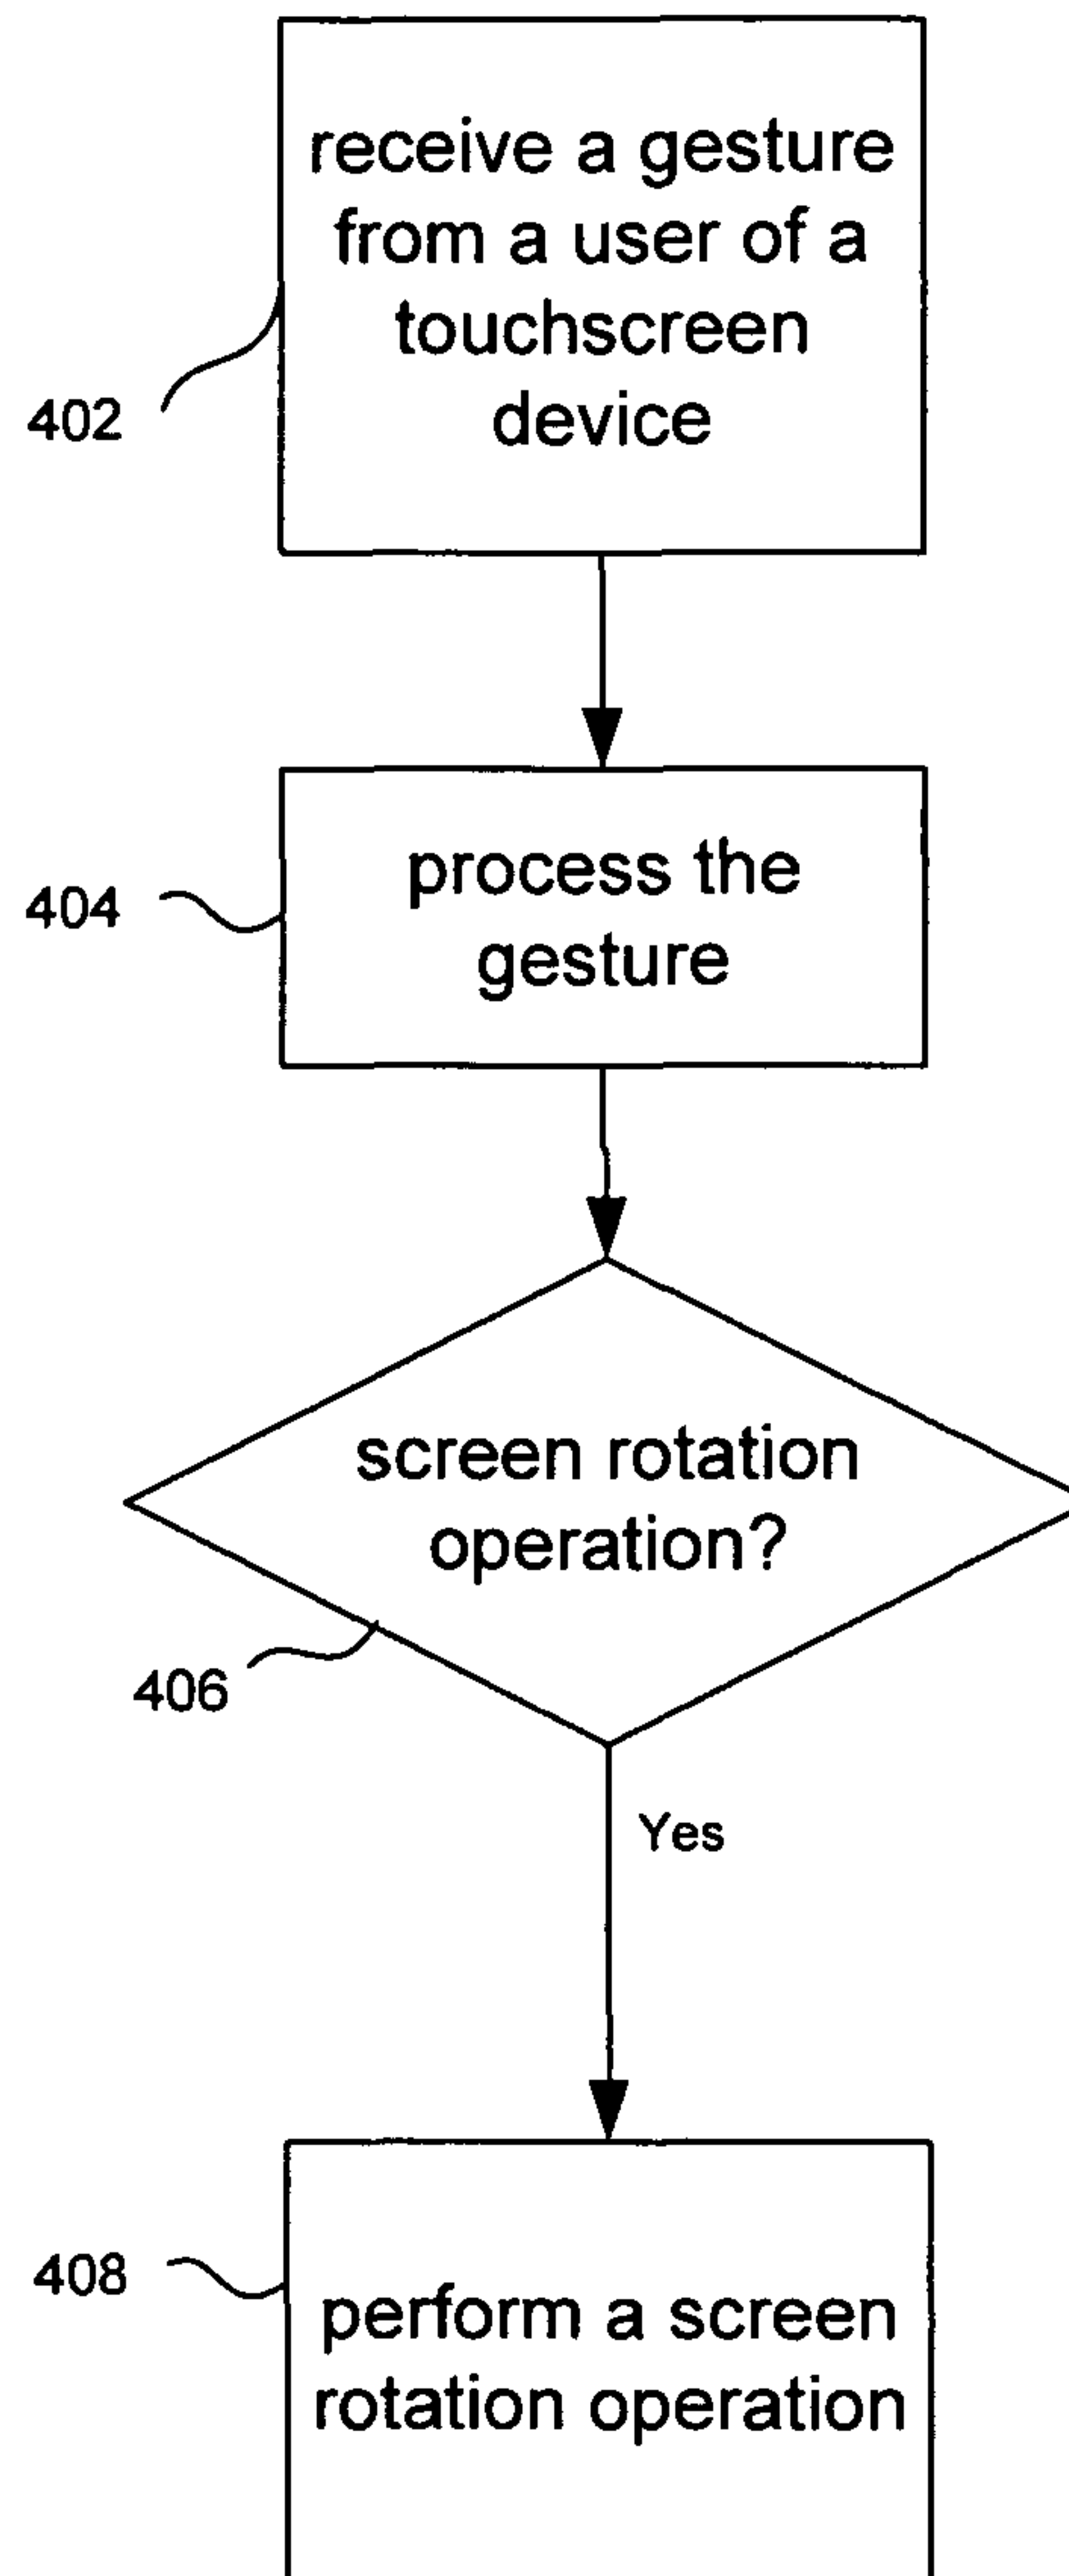 receive a gesture
from a user of a
touchscreen
device
402
process the
gesture
404
screen rotation
operation?
406
Yes
408
perform a screen
rotation operation